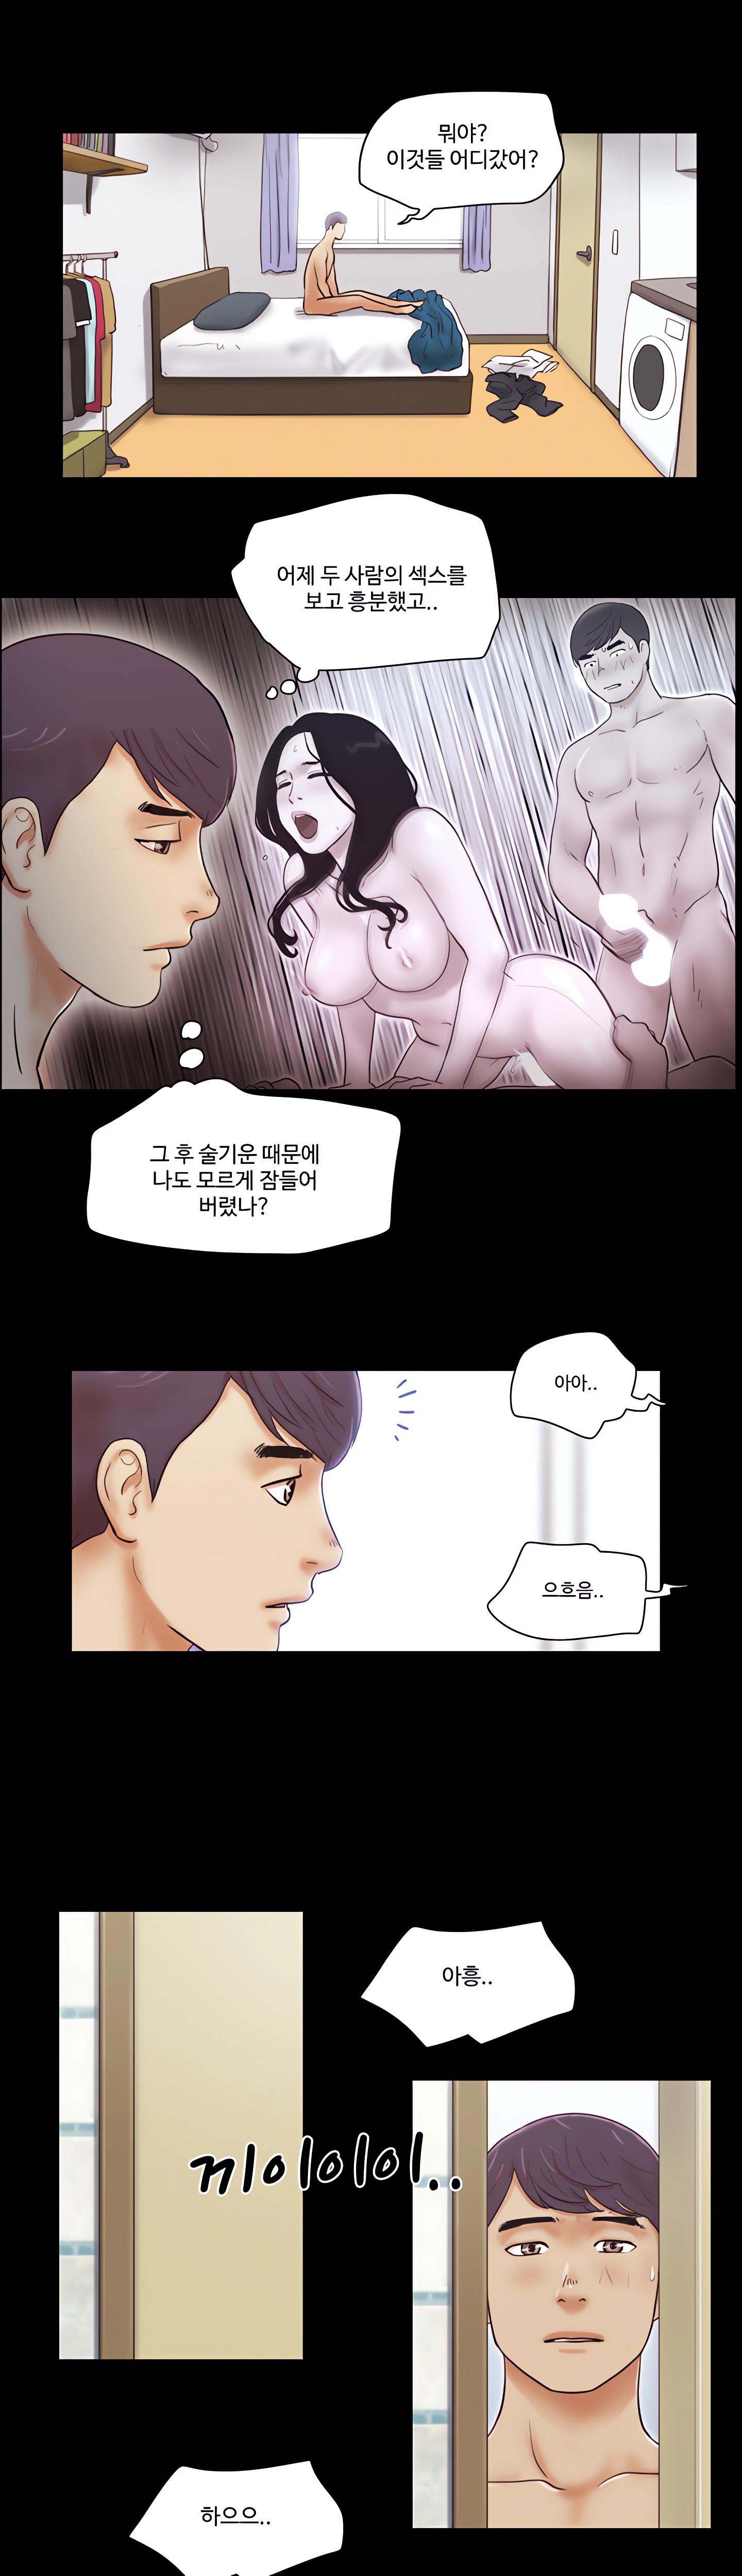 뭐야?
이것들 어디갔어?
어제 두 사람의 섹스를
보고 흥분했고..
그 후 술기운 때문에
나도 모르게 잠들어
버렸나?
아아..
으흐음..
아흥..
끼이이이이..
하으으..